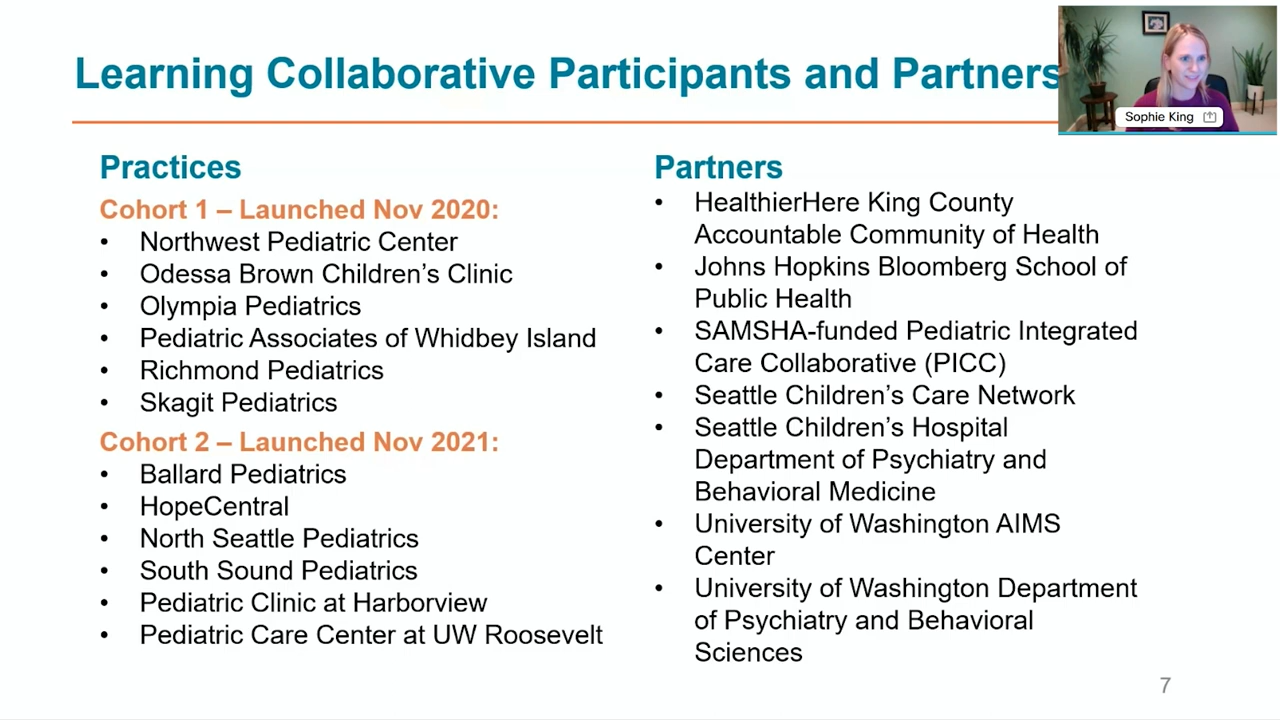 Learning Collaborative Participants and Partners
Sophie King
Practices
Cohort 1 – Launched Nov 2020:
• Northwest Pediatric Center
• Odessa Brown Children’s Clinic
• Olympia Pediatrics
• Pediatric Associates of Whidbey Island
• Richmond Pediatrics
• Skagit Pediatrics
Cohort 2 – Launched Nov 2021:
• Ballard Pediatrics
• HopeCentral
• North Seattle Pediatrics
• South Sound Pediatrics
• Pediatric Clinic at Harborview
• Pediatric Care Center at UW Roosevelt
Partners
• HealthierHere King County
Accountable Community of Health
• Johns Hopkins Bloomberg School of
Public Health
• SAMSHA-funded Pediatric Integrated
Care Collaborative (PICC)
• Seattle Children’s Care Network
• Seattle Children’s Hospital
Department of Psychiatry and
Behavioral Medicine
• University of Washington AIMS
Center
• University of Washington Department
of Psychiatry and Behavioral
Sciences
7